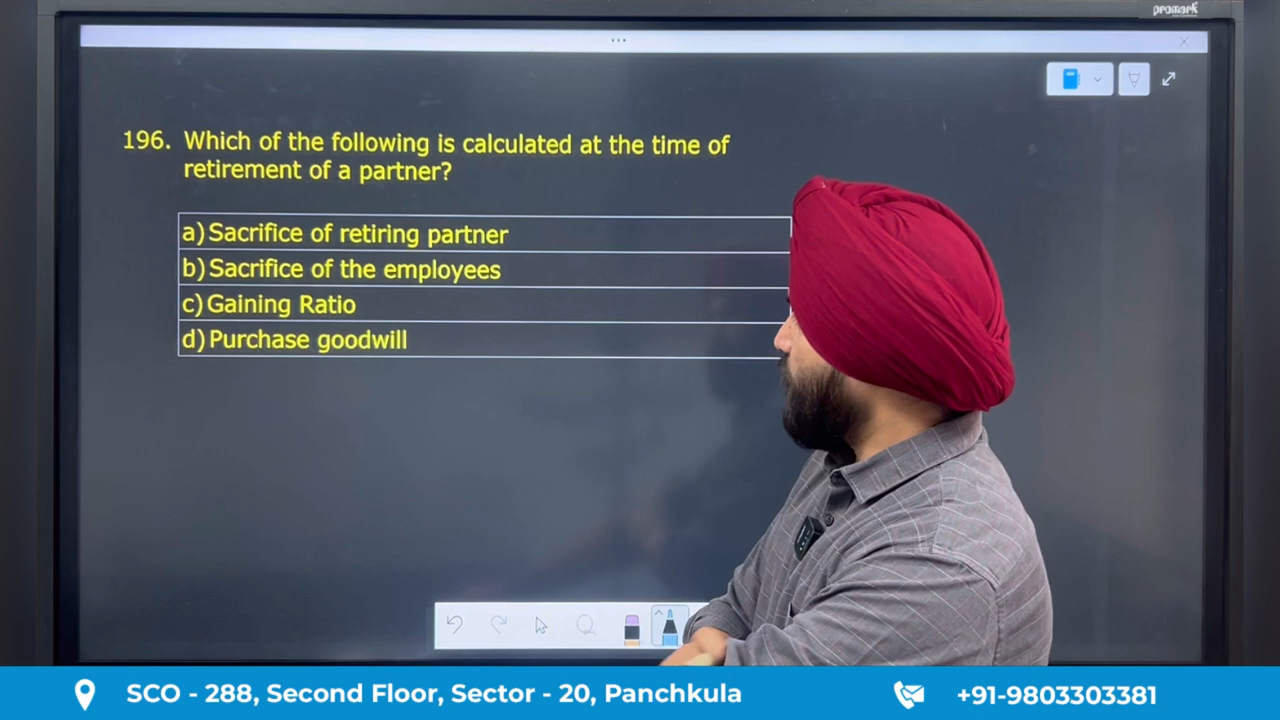 promark
196. Which of the following is calculated at the time of
retirement of a partner?
a) Sacrifice of retiring partner
b) Sacrifice of the employees
c) Gaining Ratio
d) Purchase goodwill
SCO - 288, Second Floor, Sector - 20, Panchkula
+91-9803303381